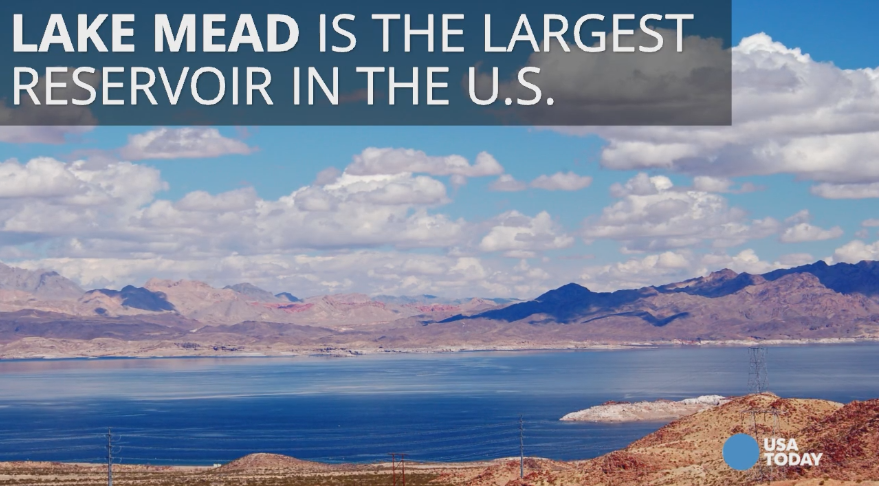 LAKE MEAD IS THE LARGEST
RESERVOIR IN THE U.S.
USA
TODAY